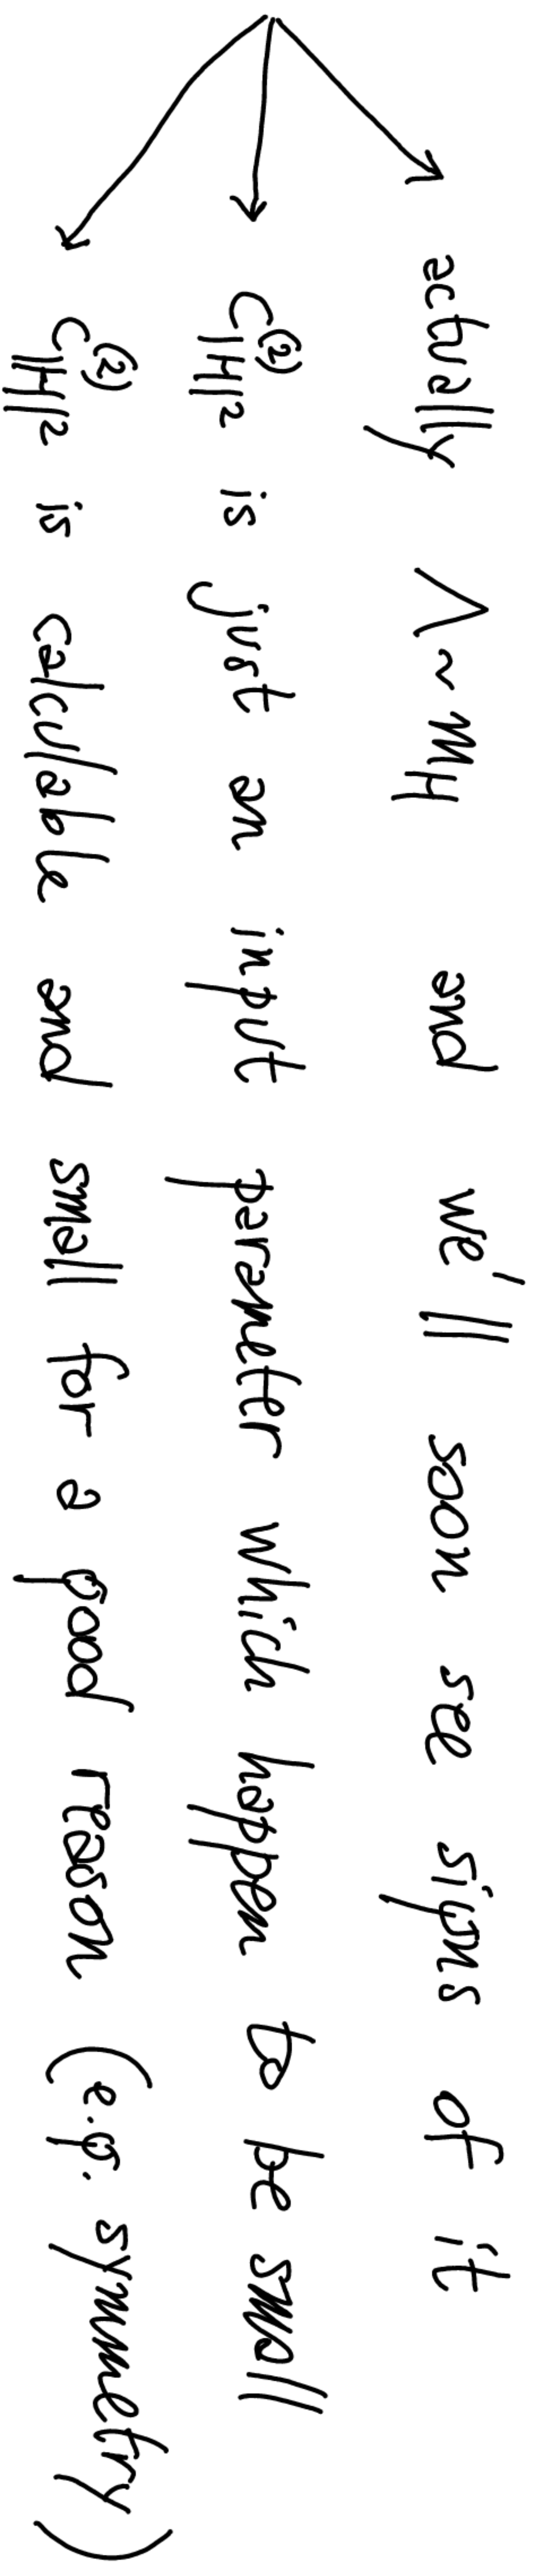 actually Λ ~ m_H and we'll soon see signs of it
C^{(2)}_{|H|^2} is just an input parameter which happen to be small
C^{(2)}_{|H|^2} is calculable and small for a good reason (e.g. symmetry)